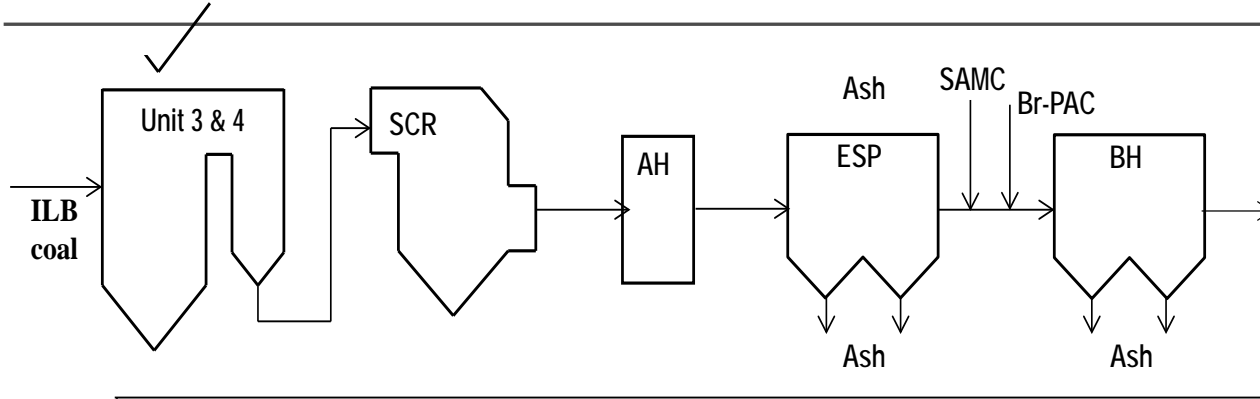 Unit 3 & 4
ILB
coal
SCR
AH
Ash
ESP
SAMC
Br-PAC
BH
Ash
Ash